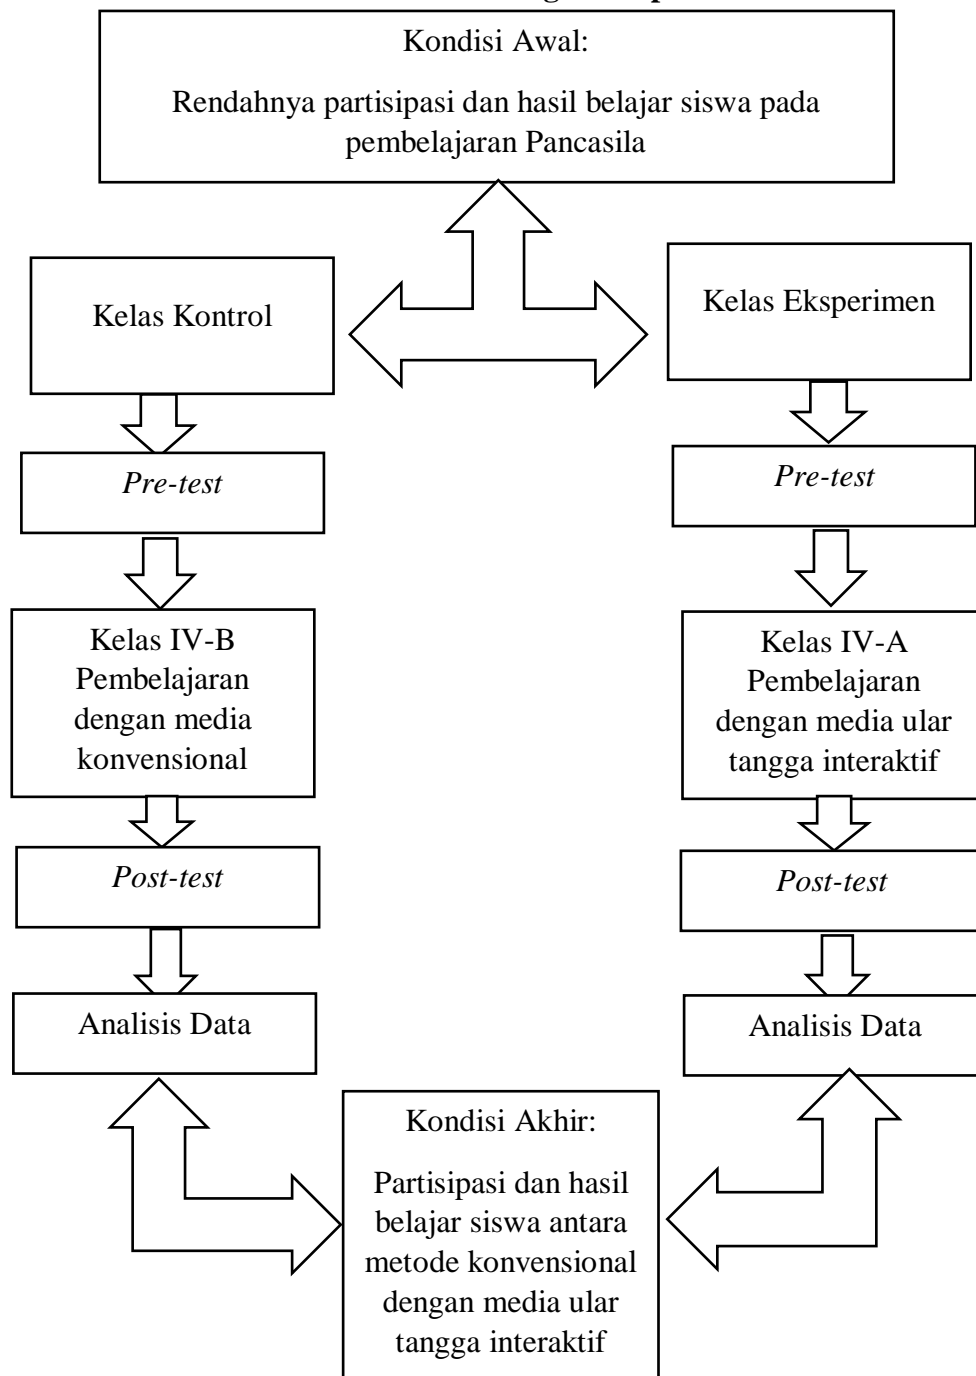 Kondisi Awal:
Rendahnya partisipasi dan hasil belajar siswa pada
pembelajaran Pancasila
Kelas Kontrol
Kelas Eksperimen
Pre-test
Pre-test
Kelas IV-B
Pembelajaran
dengan media
konvensional
Kelas IV-A
Pembelajaran
dengan media ular
tangga interaktif
Post-test
Post-test
Analisis Data
Analisis Data
Kondisi Akhir:
Partisipasi dan hasil
belajar siswa antara
metode konvensional
dengan media ular
tangga interaktif